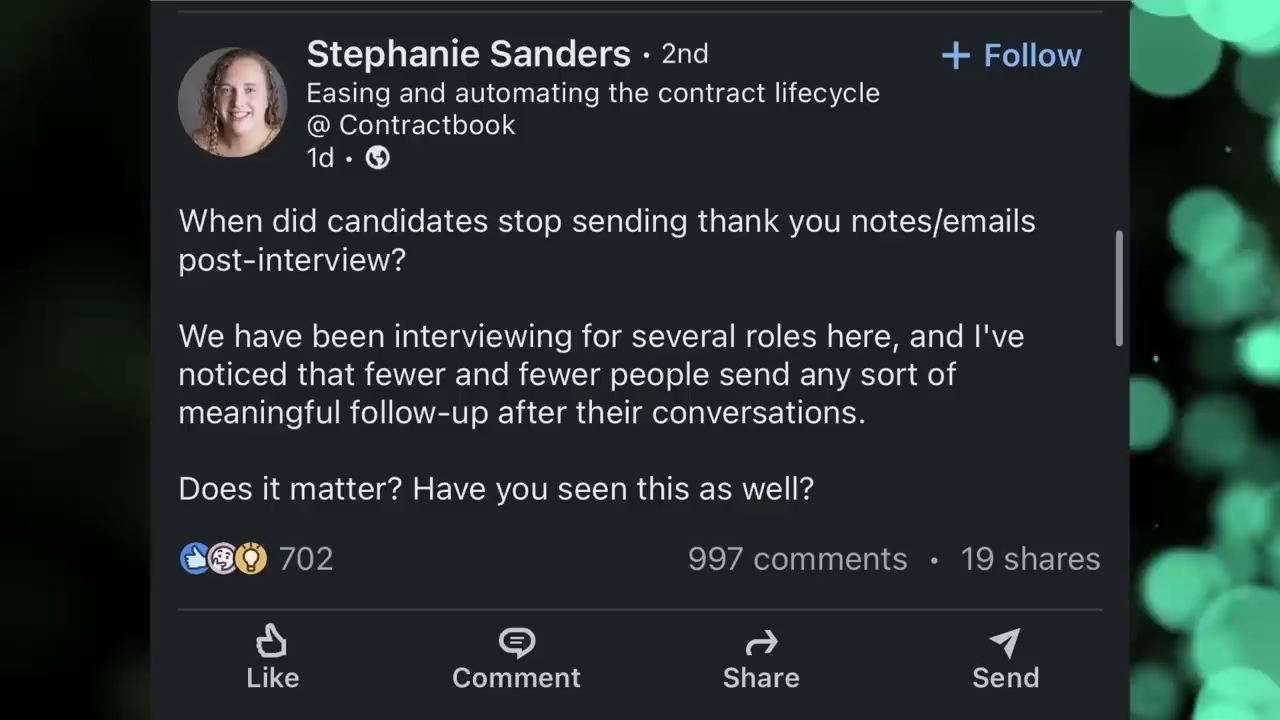 Stephanie Sanders · 2nd
+ Follow
Easing and automating the contract lifecycle
@ Contractbook
1d ·
When did candidates stop sending thank you notes/emails
post-interview?
We have been interviewing for several roles here, and I've
noticed that fewer and fewer people send any sort of
meaningful follow-up after their conversations.
Does it matter? Have you seen this as well?
702
997 comments · 19 shares
Like
Comment
Share
Send